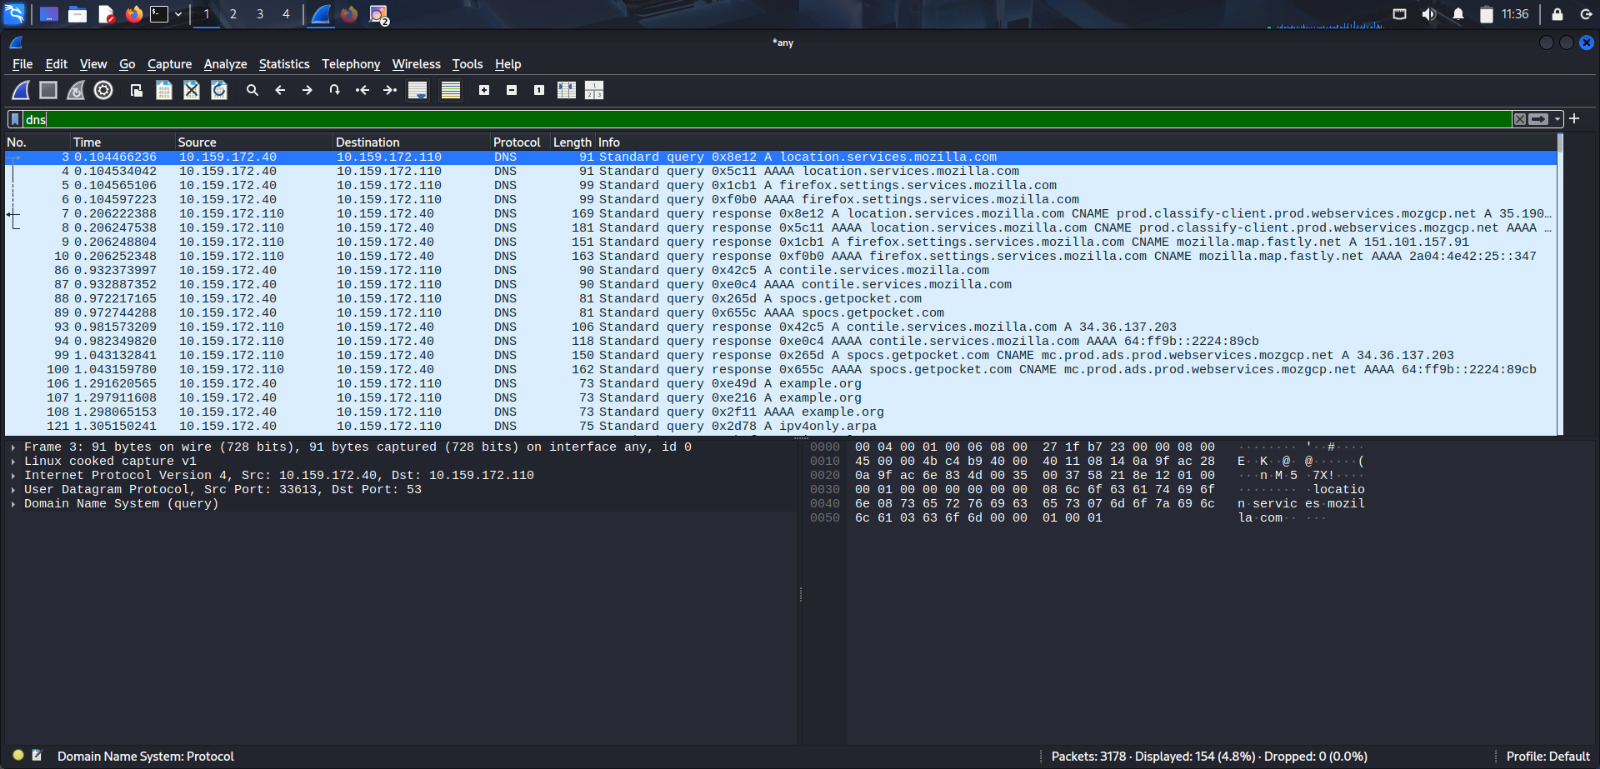 1 2 3 4 2 11:36
*any
File Edit View Go Capture Analyze Statistics Telephony Wireless Tools Help
dns
No. Time Source Destination Protocol Length Info
3 0.104466236 10.159.172.40 10.159.172.110 DNS 91 Standard query 0x8e12 A location.services.mozilla.com
4 0.104534042 10.159.172.40 10.159.172.110 DNS 91 Standard query 0x5c11 AAAA location.services.mozilla.com
5 0.104565106 10.159.172.40 10.159.172.110 DNS 99 Standard query 0x1cb1 A firefox.settings.services.mozilla.com
6 0.104597223 10.159.172.40 10.159.172.110 DNS 99 Standard query 0xf0b0 AAAA firefox.settings.services.mozilla.com
7 0.206222388 10.159.172.110 10.159.172.40 DNS 169 Standard query response 0x8e12 A location.services.mozilla.com CNAME prod.classify-client.prod.webservices.mozgcp.net A 35.190…
8 0.206247538 10.159.172.110 10.159.172.40 DNS 181 Standard query response 0x5c11 AAAA location.services.mozilla.com CNAME prod.classify-client.prod.webservices.mozgcp.net AAAA …
9 0.206248804 10.159.172.110 10.159.172.40 DNS 151 Standard query response 0x1cb1 A firefox.settings.services.mozilla.com CNAME mozilla.map.fastly.net A 151.101.157.91
10 0.206252348 10.159.172.110 10.159.172.40 DNS 163 Standard query response 0xf0b0 AAAA firefox.settings.services.mozilla.com CNAME mozilla.map.fastly.net AAAA 2a04:4e42:25::347
86 0.932373997 10.159.172.40 10.159.172.110 DNS 90 Standard query 0x42c5 A contile.services.mozilla.com
87 0.932887352 10.159.172.40 10.159.172.110 DNS 90 Standard query 0xe0c4 AAAA contile.services.mozilla.com
88 0.972217165 10.159.172.40 10.159.172.110 DNS 81 Standard query 0x265d A spocs.getpocket.com
89 0.972744288 10.159.172.40 10.159.172.110 DNS 81 Standard query 0x655c AAAA spocs.getpocket.com
93 0.981573209 10.159.172.110 10.159.172.40 DNS 106 Standard query response 0x42c5 A contile.services.mozilla.com A 34.36.137.203
94 0.982349820 10.159.172.110 10.159.172.40 DNS 118 Standard query response 0xe0c4 AAAA contile.services.mozilla.com AAAA 64:ff9b::2224:89cb
99 1.043132841 10.159.172.110 10.159.172.40 DNS 150 Standard query response 0x265d A spocs.getpocket.com CNAME mc.prod.ads.prod.webservices.mozgcp.net A 34.36.137.203
100 1.043159780 10.159.172.110 10.159.172.40 DNS 162 Standard query response 0x655c AAAA spocs.getpocket.com CNAME mc.prod.ads.prod.webservices.mozgcp.net AAAA 64:ff9b::2224:89cb
106 1.291620565 10.159.172.40 10.159.172.110 DNS 73 Standard query 0xe49d A example.org
107 1.297911608 10.159.172.40 10.159.172.110 DNS 73 Standard query 0xe216 A example.org
108 1.298065153 10.159.172.40 10.159.172.110 DNS 73 Standard query 0x2f11 AAAA example.org
121 1.305150241 10.159.172.40 10.159.172.110 DNS 75 Standard query 0x2d78 A ipv4only.arpa
Frame 3: 91 bytes on wire (728 bits), 91 bytes captured (728 bits) on interface any, id 0
Linux cooked capture v1
Internet Protocol Version 4, Src: 10.159.172.40, Dst: 10.159.172.110
User Datagram Protocol, Src Port: 33613, Dst Port: 53
Domain Name System (query)
0000 00 04 00 01 00 06 08 00 27 1f b7 23 00 00 08 00 ········ '··#····
0010 45 00 00 4b c4 b9 40 00 40 11 08 14 0a 9f ac 28 E··K··@· @······(
0020 0a 9f ac 6e 83 4d 00 35 00 37 58 21 8e 12 01 00 ···n·M·5 ·7X!····
0030 00 01 00 00 00 00 00 00 08 6c 6f 63 61 74 69 6f ········ ·locatio
0040 6e 08 73 65 72 76 69 63 65 73 07 6d 6f 7a 69 6c n·servic es·mozil
0050 6c 61 03 63 6f 6d 00 00 01 00 01 la·com·· ···
Domain Name System: Protocol
Packets: 3178 · Displayed: 154 (4.8%) · Dropped: 0 (0.0%)
Profile: Default